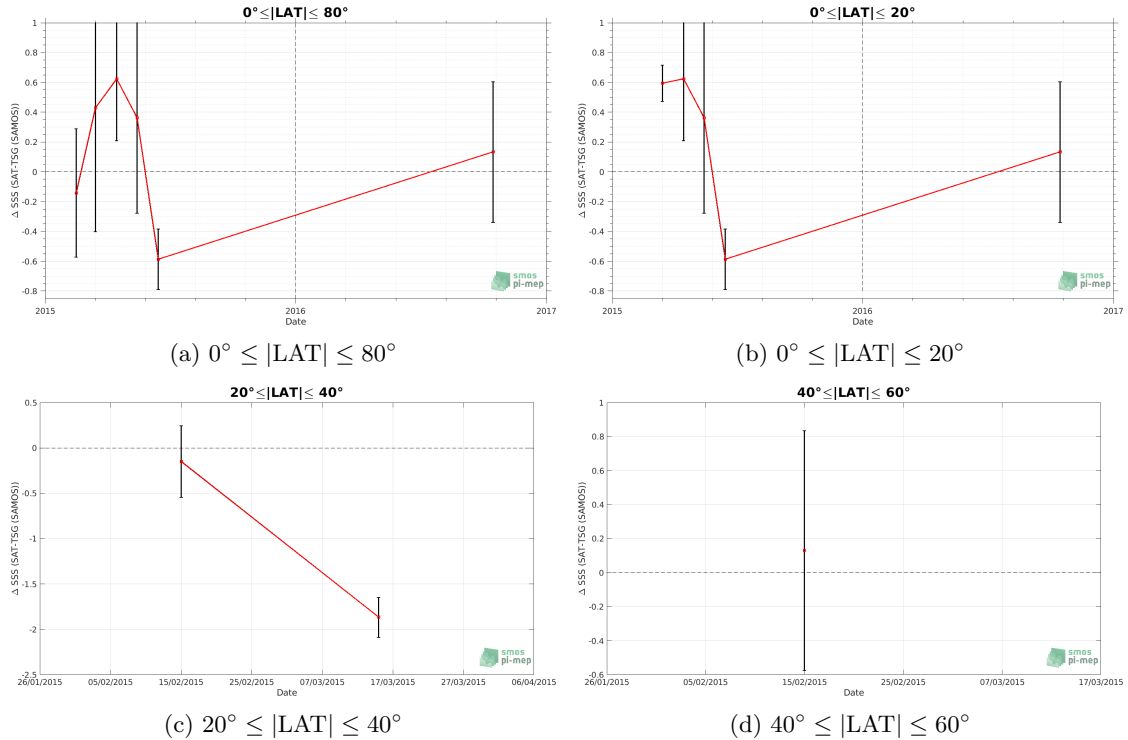 0°≤|LAT|≤ 80°
Δ SSS (SAT-TSG (SAMOS))
1
0.8
0.6
0.4
0.2
0
-0.2
-0.4
-0.6
-0.8
2015
2016
2017
Date
smos
pi-mep
(a) 0° ≤ |LAT| ≤ 80°
0°≤|LAT|≤ 20°
Δ SSS (SAT-TSG (SAMOS))
1
0.8
0.6
0.4
0.2
0
-0.2
-0.4
-0.6
-0.8
2015
2016
2017
Date
smos
pi-mep
(b) 0° ≤ |LAT| ≤ 20°
20°≤|LAT|≤ 40°
Δ SSS (SAT-TSG (SAMOS))
0.5
0
-0.5
-1
-1.5
-2
-2.5
26/01/2015
05/02/2015
15/02/2015
25/02/2015
07/03/2015
17/03/2015
27/03/2015
06/04/2015
Date
smos
pi-mep
(c) 20° ≤ |LAT| ≤ 40°
40°≤|LAT|≤ 60°
Δ SSS (SAT-TSG (SAMOS))
1
0.8
0.6
0.4
0.2
0
-0.2
-0.4
-0.6
26/01/2015
05/02/2015
15/02/2015
25/02/2015
07/03/2015
17/03/2015
Date
smos
pi-mep
(d) 40° ≤ |LAT| ≤ 60°